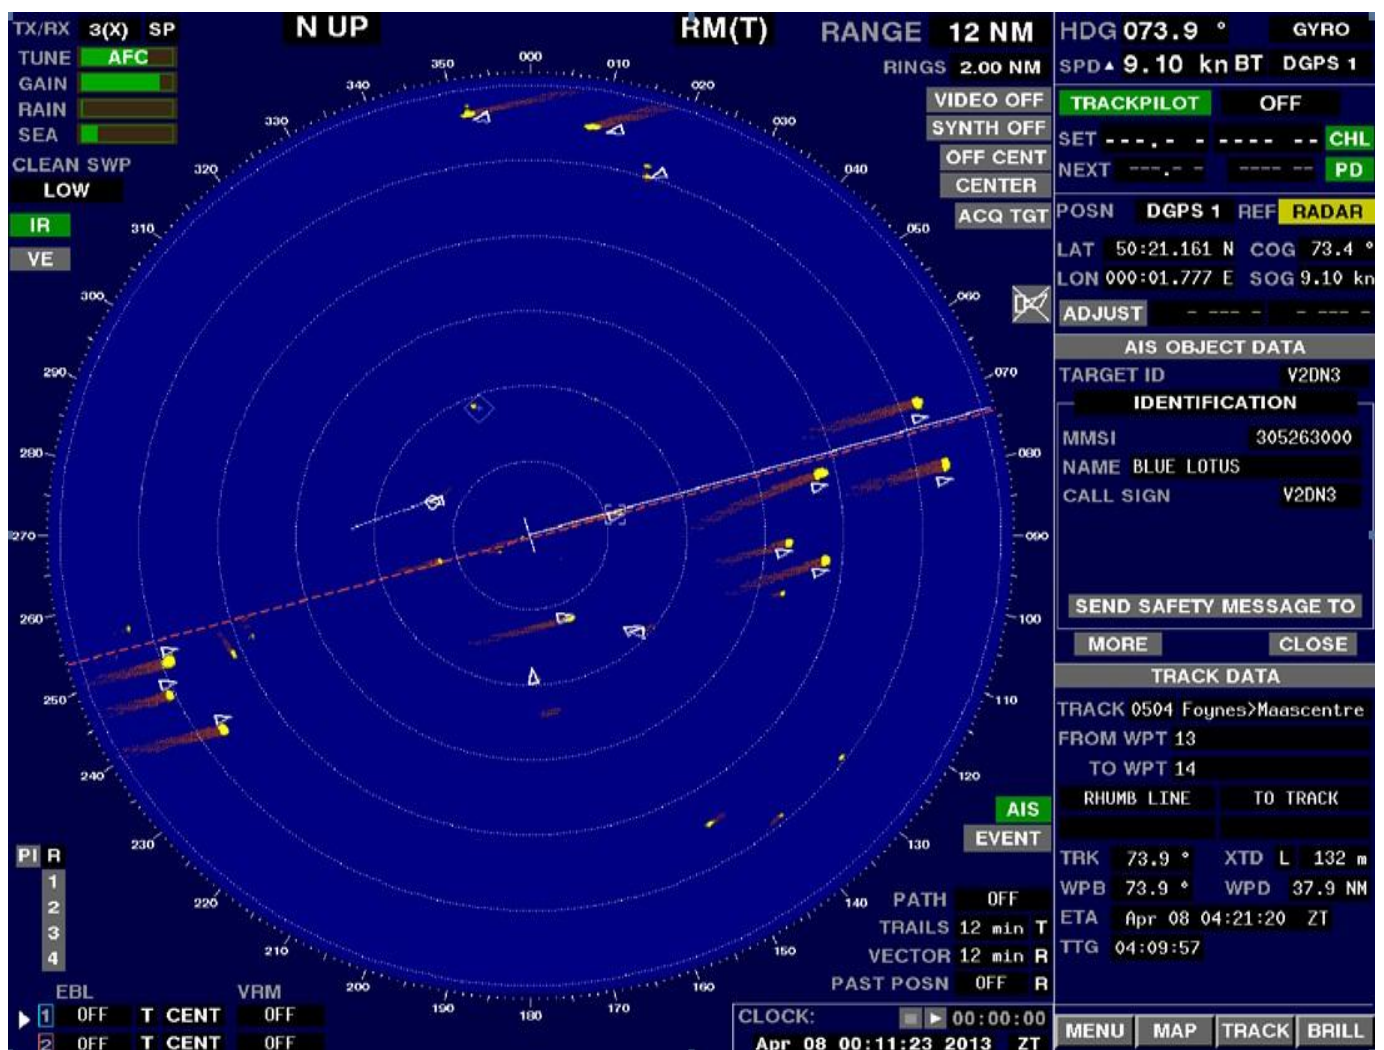 TX/RX 3(X) SP
N UP
RM(T)
RANGE 12 NM
RINGS 2.00 NM
TUNE AFC
GAIN
RAIN
SEA
CLEAN SWP
LOW
IR
VE
VIDEO OFF
SYNTH OFF
OFF CENT
CENTER
ACQ TGT
000
010
020
030
040
050
060
070
080
090
100
110
120
130
140
150
160
170
180
190
200
210
220
230
240
250
260
270
280
290
300
310
320
330
340
350
PI R
1
2
3
4
EBL VRM
1 OFF T CENT OFF
2 OFF T CENT OFF
AIS
EVENT
PATH OFF
TRAILS 12 min T
VECTOR 12 min R
PAST POSN OFF R
CLOCK: 00:00:00
Apr 08 00:11:23 2013 ZT
HDG 073.9 ° GYRO
SPD 9.10 kn BT DGPS 1
TRACKPILOT OFF
SET ---.- - ---- -- CHL
NEXT ---.- - ---- -- PD
POSN DGPS 1 REF RADAR
LAT 50:21.161 N COG 73.4 °
LON 000:01.777 E SOG 9.10 kn
ADJUST - --- - - --- -
AIS OBJECT DATA
TARGET ID V2DN3
IDENTIFICATION
MMSI 305263000
NAME BLUE LOTUS
CALL SIGN V2DN3
SEND SAFETY MESSAGE TO
MORE CLOSE
TRACK DATA
TRACK 0504 Foynes>Maascentre
FROM WPT 13
TO WPT 14
RHUMB LINE TO TRACK
TRK 73.9 ° XTD L 132 m
WPB 73.9 ° WPD 37.9 NM
ETA Apr 08 04:21:20 ZT
TTG 04:09:57
MENU MAP TRACK BRILL